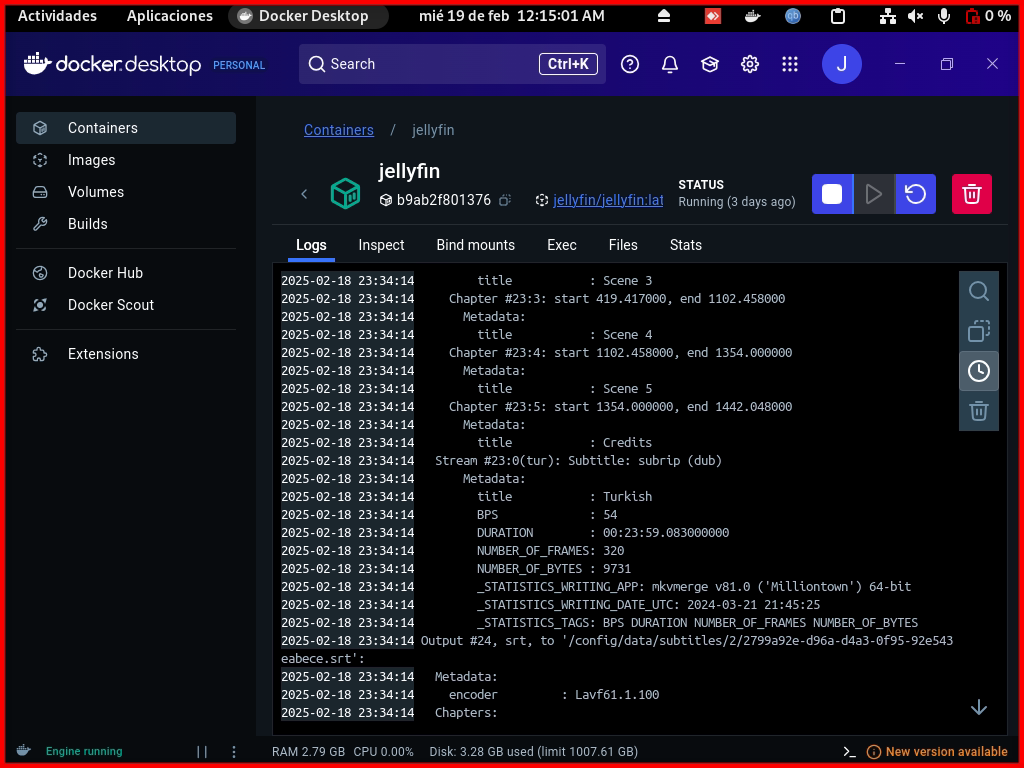 Actividades Aplicaciones Docker Desktop mié 19 de feb 12:15:01 AM 0 %
docker.desktop PERSONAL Search Ctrl+K J
Containers
Images
Volumes
Builds
Docker Hub
Docker Scout
Extensions
Containers / jellyfin
jellyfin
b9ab2f801376 jellyfin/jellyfin:lat
STATUS
Running (3 days ago)
Logs Inspect Bind mounts Exec Files Stats
2025-02-18 23:34:14 title : Scene 3
2025-02-18 23:34:14 Chapter #23:3: start 419.417000, end 1102.458000
2025-02-18 23:34:14 Metadata:
2025-02-18 23:34:14 title : Scene 4
2025-02-18 23:34:14 Chapter #23:4: start 1102.458000, end 1354.000000
2025-02-18 23:34:14 Metadata:
2025-02-18 23:34:14 title : Scene 5
2025-02-18 23:34:14 Chapter #23:5: start 1354.000000, end 1442.048000
2025-02-18 23:34:14 Metadata:
2025-02-18 23:34:14 title : Credits
2025-02-18 23:34:14 Stream #23:0(tur): Subtitle: subrip (dub)
2025-02-18 23:34:14 Metadata:
2025-02-18 23:34:14 title : Turkish
2025-02-18 23:34:14 BPS : 54
2025-02-18 23:34:14 DURATION : 00:23:59.083000000
2025-02-18 23:34:14 NUMBER_OF_FRAMES: 320
2025-02-18 23:34:14 NUMBER_OF_BYTES : 9731
2025-02-18 23:34:14 _STATISTICS_WRITING_APP: mkvmerge v81.0 ('Milliontown') 64-bit
2025-02-18 23:34:14 _STATISTICS_WRITING_DATE_UTC: 2024-03-21 21:45:25
2025-02-18 23:34:14 _STATISTICS_TAGS: BPS DURATION NUMBER_OF_FRAMES NUMBER_OF_BYTES
2025-02-18 23:34:14 Output #24, srt, to '/config/data/subtitles/2/2799a92e-d96a-d4a3-0f95-92e543
eabece.srt':
2025-02-18 23:34:14 Metadata:
2025-02-18 23:34:14 encoder : Lavf61.1.100
2025-02-18 23:34:14 Chapters:
Engine running RAM 2.79 GB CPU 0.00% Disk: 3.28 GB used (limit 1007.61 GB) New version available